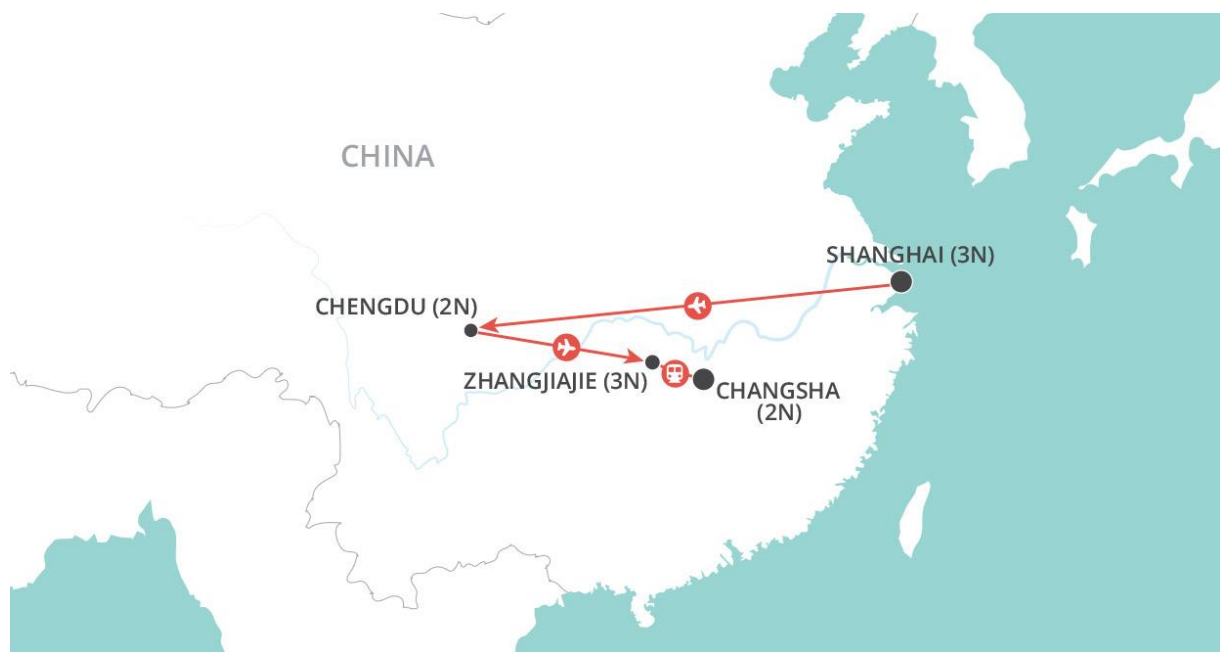 CHINA
SHANGHAI (3N)
CHENGDU (2N)
ZHANGJIAJIE (3N)
CHANGSHA
(2N)